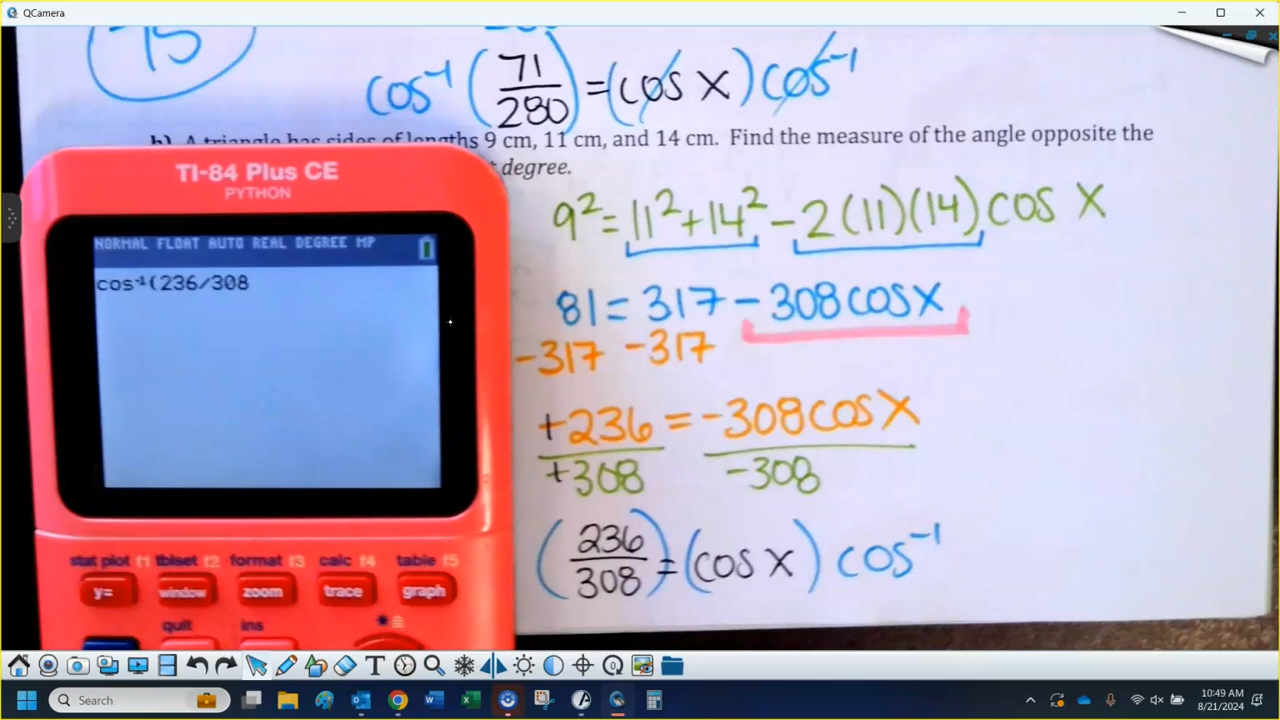 QCamera
75
cos⁻¹ (71/280) = (cos x) cos⁻¹
b) A triangle has sides of lengths 9 cm, 11 cm, and 14 cm. Find the measure of the angle opposite the
degree.
9² = 11² + 14² - 2(11)(14) cos x
81 = 317 - 308 cos x
-317 -317
+236 = -308 cos x
+308 -308
(236/308) = (cos x) cos⁻¹
TI-84 Plus CE
PYTHON
NORMAL FLOAT AUTO REAL DEGREE MP
cos⁻¹(236/308
stat plot f1 tblset f2 format f3 calc f4 table f5
y= window zoom trace graph
quit ins
Search
10:49 AM
8/21/2024